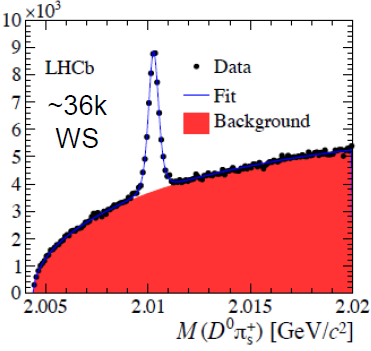 ×10³
10
9
8
7
6
5
4
3
2
1
0
LHCb
~36k
WS
Data
Fit
Background
2.005 2.01 2.015 2.02
M(D⁰π⁺ₛ) [GeV/c²]